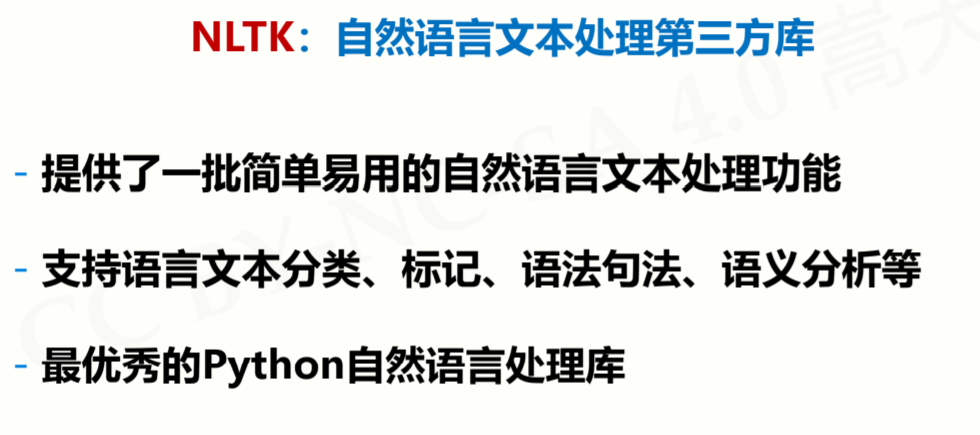 NLTK：自然语言文本处理第三方库
- 提供了一批简单易用的自然语言文本处理功能
- 支持语言文本分类、标记、语法句法、语义分析等
- 最优秀的Python自然语言处理库
CC BY-NC-SA 4.0 嵩天